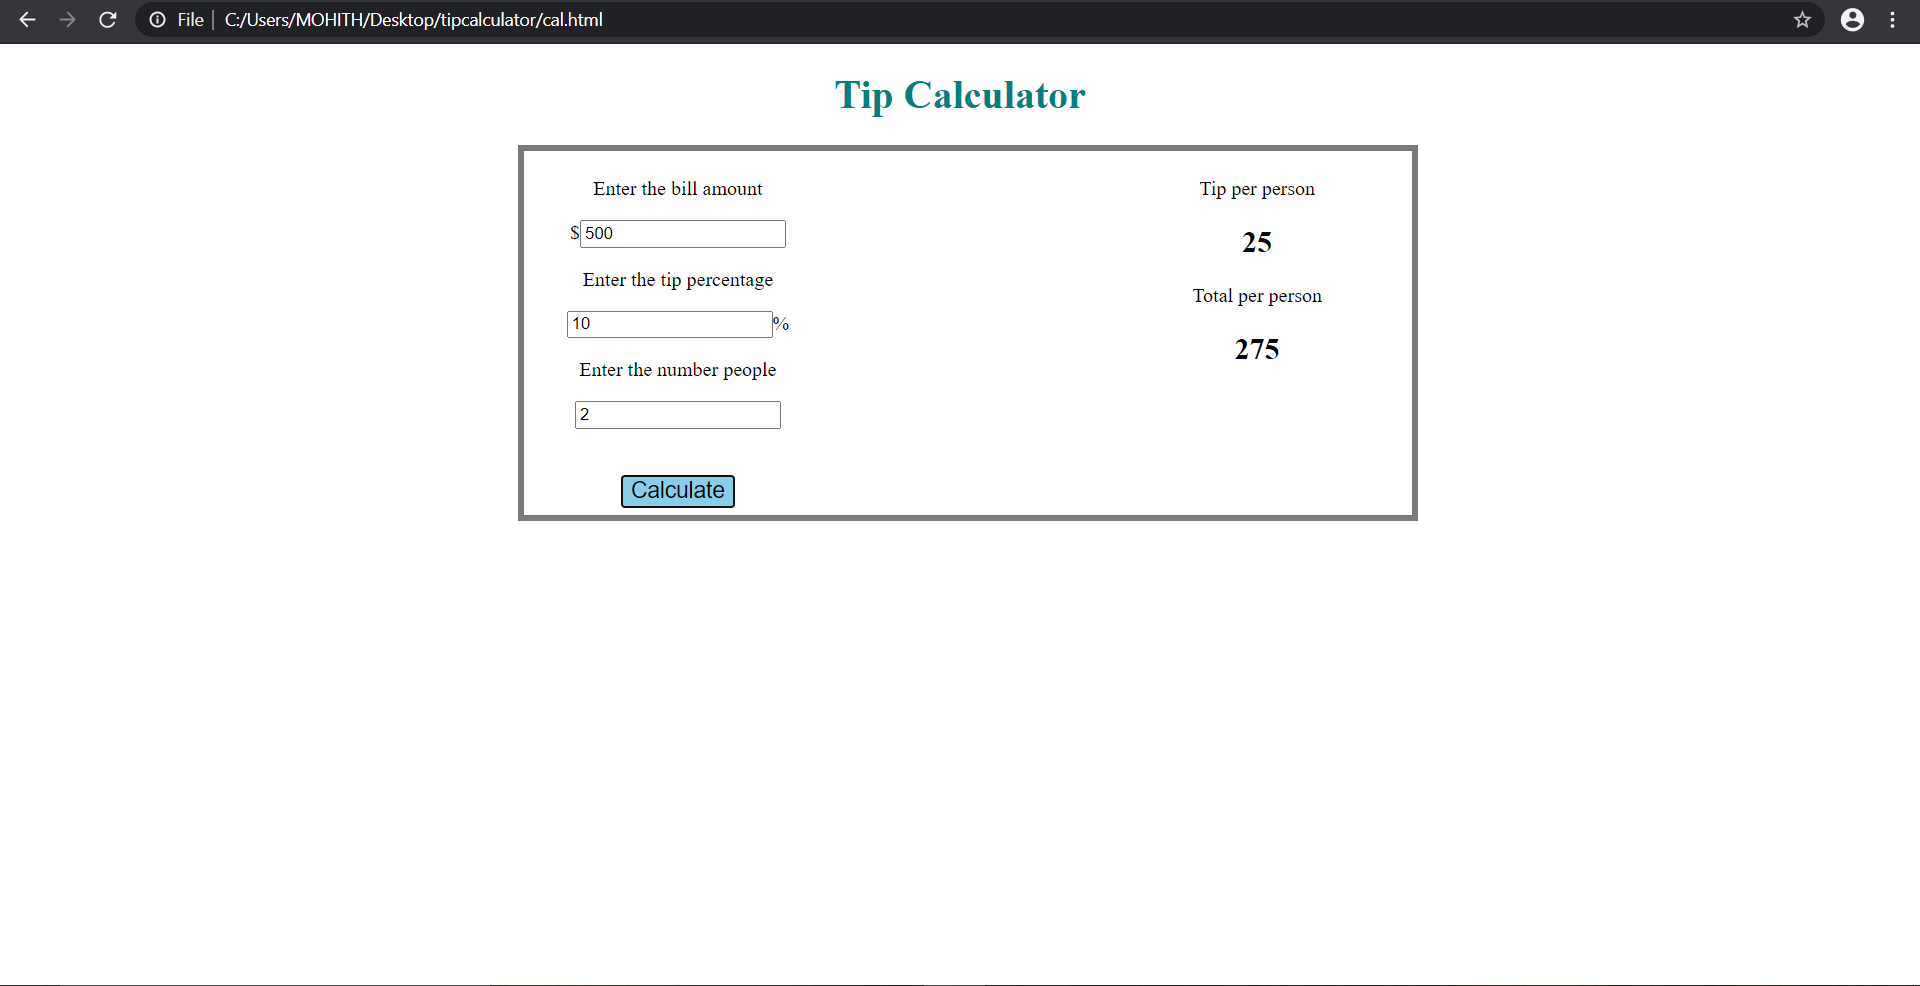 File | C:/Users/MOHITH/Desktop/tipcalculator/cal.html
Tip Calculator
Enter the bill amount
$500
Enter the tip percentage
10%
Enter the number people
2
Calculate
Tip per person
25
Total per person
275